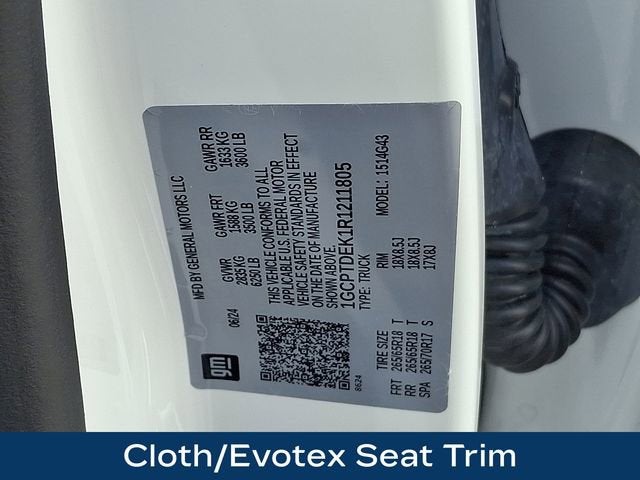 MFD BY GENERAL MOTORS LLC
06/24 GVWR GAWR FRT GAWR RR
2835 KG 1588 KG 1633 KG
6250 LB 3500 LB 3600 LB
THIS VEHICLE CONFORMS TO ALL
APPLICABLE U.S. FEDERAL MOTOR
VEHICLE SAFETY STANDARDS IN EFFECT
ON THE DATE OF MANUFACTURE
SHOWN ABOVE.
1GCPTDEK1R1211805
TYPE: TRUCK MODEL: 1514G43
gm
8624
TIRE SIZE RIM
FRT 265/65R18 T 18X8.5J
RR 265/65R18 T 18X8.5J
SPA 265/70R17 S 17X8J
Cloth/Evotex Seat Trim